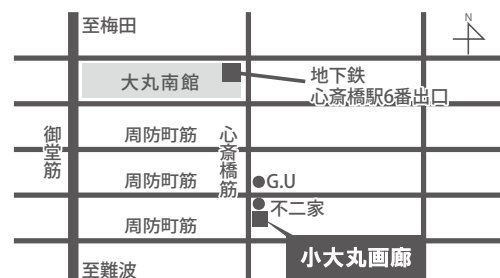 至梅田
N
大丸南館
地下鉄
心斎橋駅6番出口
御堂筋
周防町筋
心斎橋筋
周防町筋
G.U
不二家
周防町筋
小大丸画廊
至難波